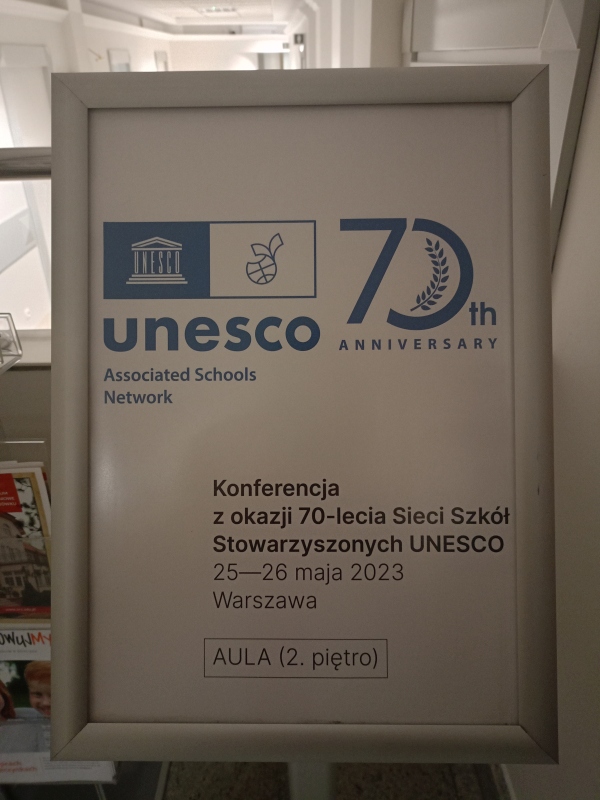 UNESCO
unesco
Associated Schools
Network
70th
ANNIVERSARY
Konferencja
z okazji 70-lecia Sieci Szkół
Stowarzyszonych UNESCO
25—26 maja 2023
Warszawa
AULA (2. piętro)